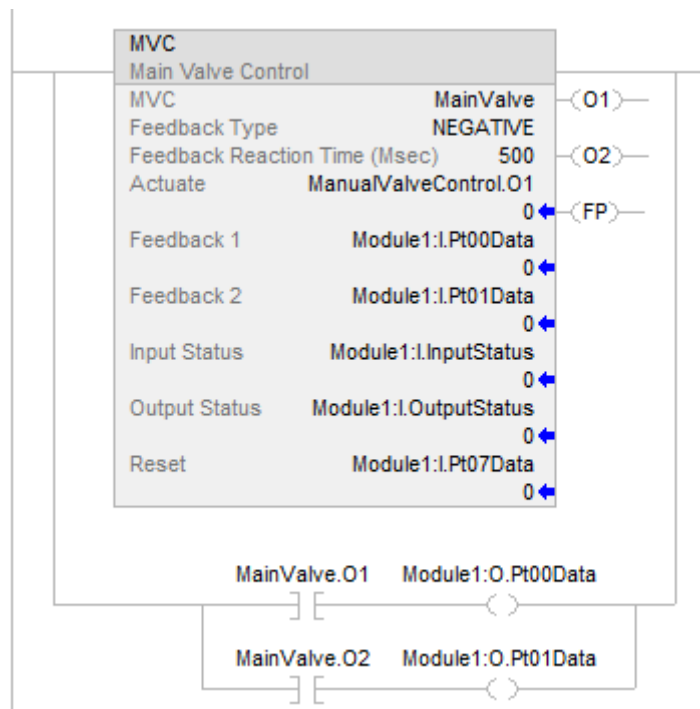 MVC
Main Valve Control
MVC MainValve O1
Feedback Type NEGATIVE
Feedback Reaction Time (Msec) 500 O2
Actuate ManualValveControl.O1
0 FP
Feedback 1 Module1:I.Pt00Data
0
Feedback 2 Module1:I.Pt01Data
0
Input Status Module1:I.InputStatus
0
Output Status Module1:I.OutputStatus
0
Reset Module1:I.Pt07Data
0
MainValve.O1 Module1:O.Pt00Data
MainValve.O2 Module1:O.Pt01Data